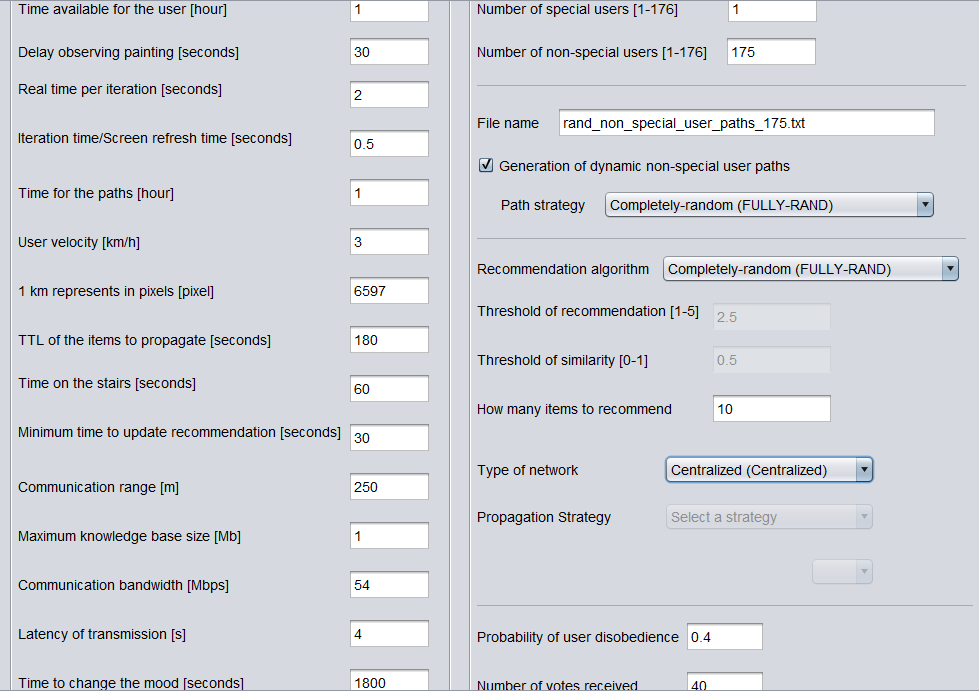 Time available for the user [hour] 1
Delay observing painting [seconds] 30
Real time per iteration [seconds] 2
Iteration time/Screen refresh time [seconds] 0.5
Time for the paths [hour] 1
User velocity [km/h] 3
1 km represents in pixels [pixel] 6597
TTL of the items to propagate [seconds] 180
Time on the stairs [seconds] 60
Minimum time to update recommendation [seconds] 30
Communication range [m] 250
Maximum knowledge base size [Mb] 1
Communication bandwidth [Mbps] 54
Latency of transmission [s] 4
Time to change the mood [seconds] 1800
Number of special users [1-176] 1
Number of non-special users [1-176] 175
File name rand_non_special_user_paths_175.txt
Generation of dynamic non-special user paths
Path strategy Completely-random (FULLY-RAND)
Recommendation algorithm Completely-random (FULLY-RAND)
Threshold of recommendation [1-5] 2.5
Threshold of similarity [0-1] 0.5
How many items to recommend 10
Type of network Centralized (Centralized)
Propagation Strategy Select a strategy
Probability of user disobedience 0.4
Number of votes received 40